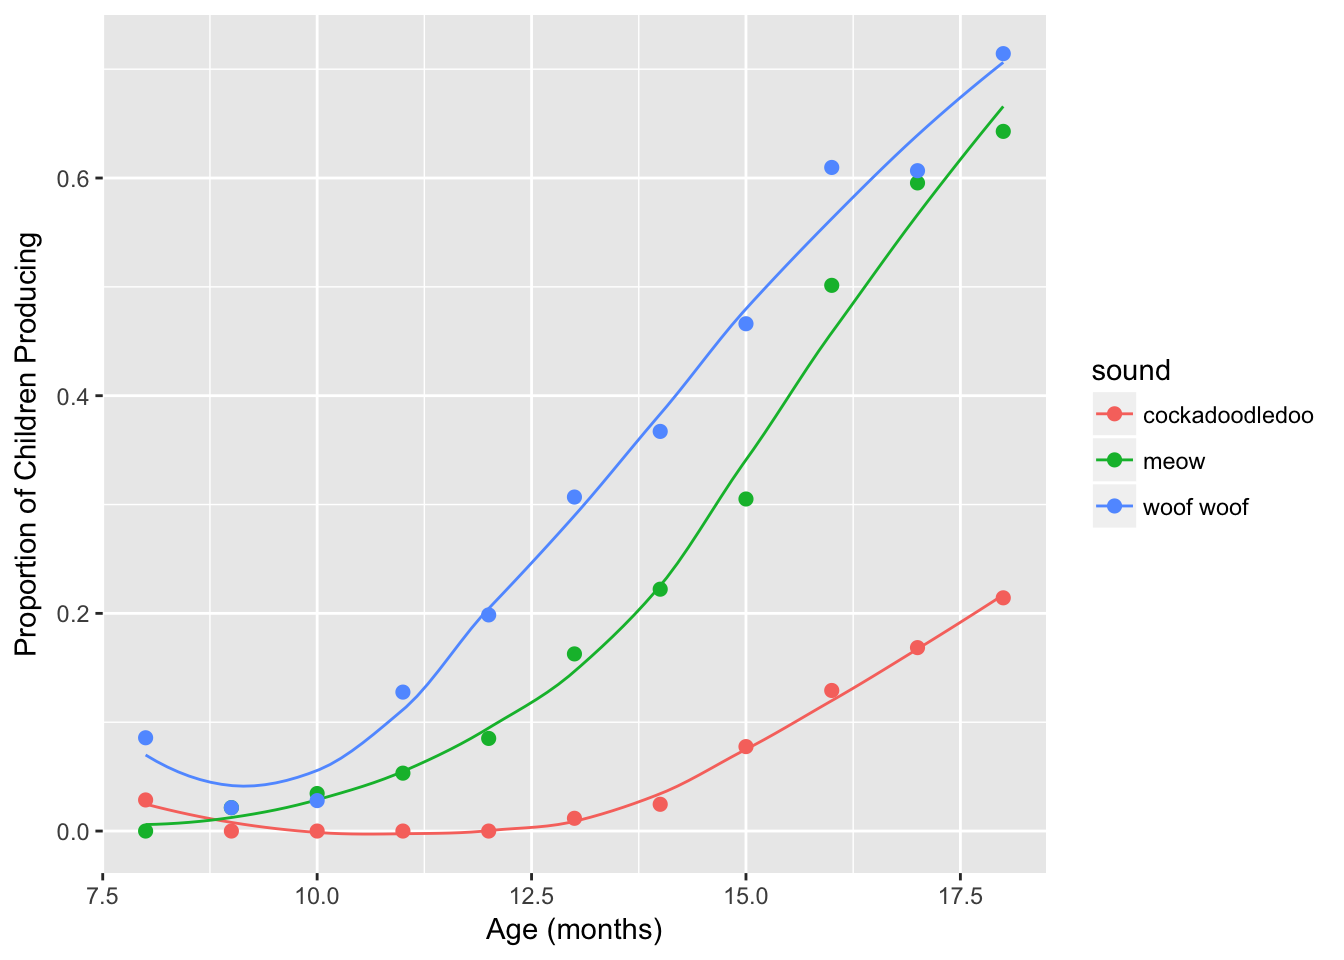 Proportion of Children Producing
0.6
0.4
0.2
0.0
7.5 10.0 12.5 15.0 17.5
Age (months)
sound
cockadoodledoo
meow
woof woof